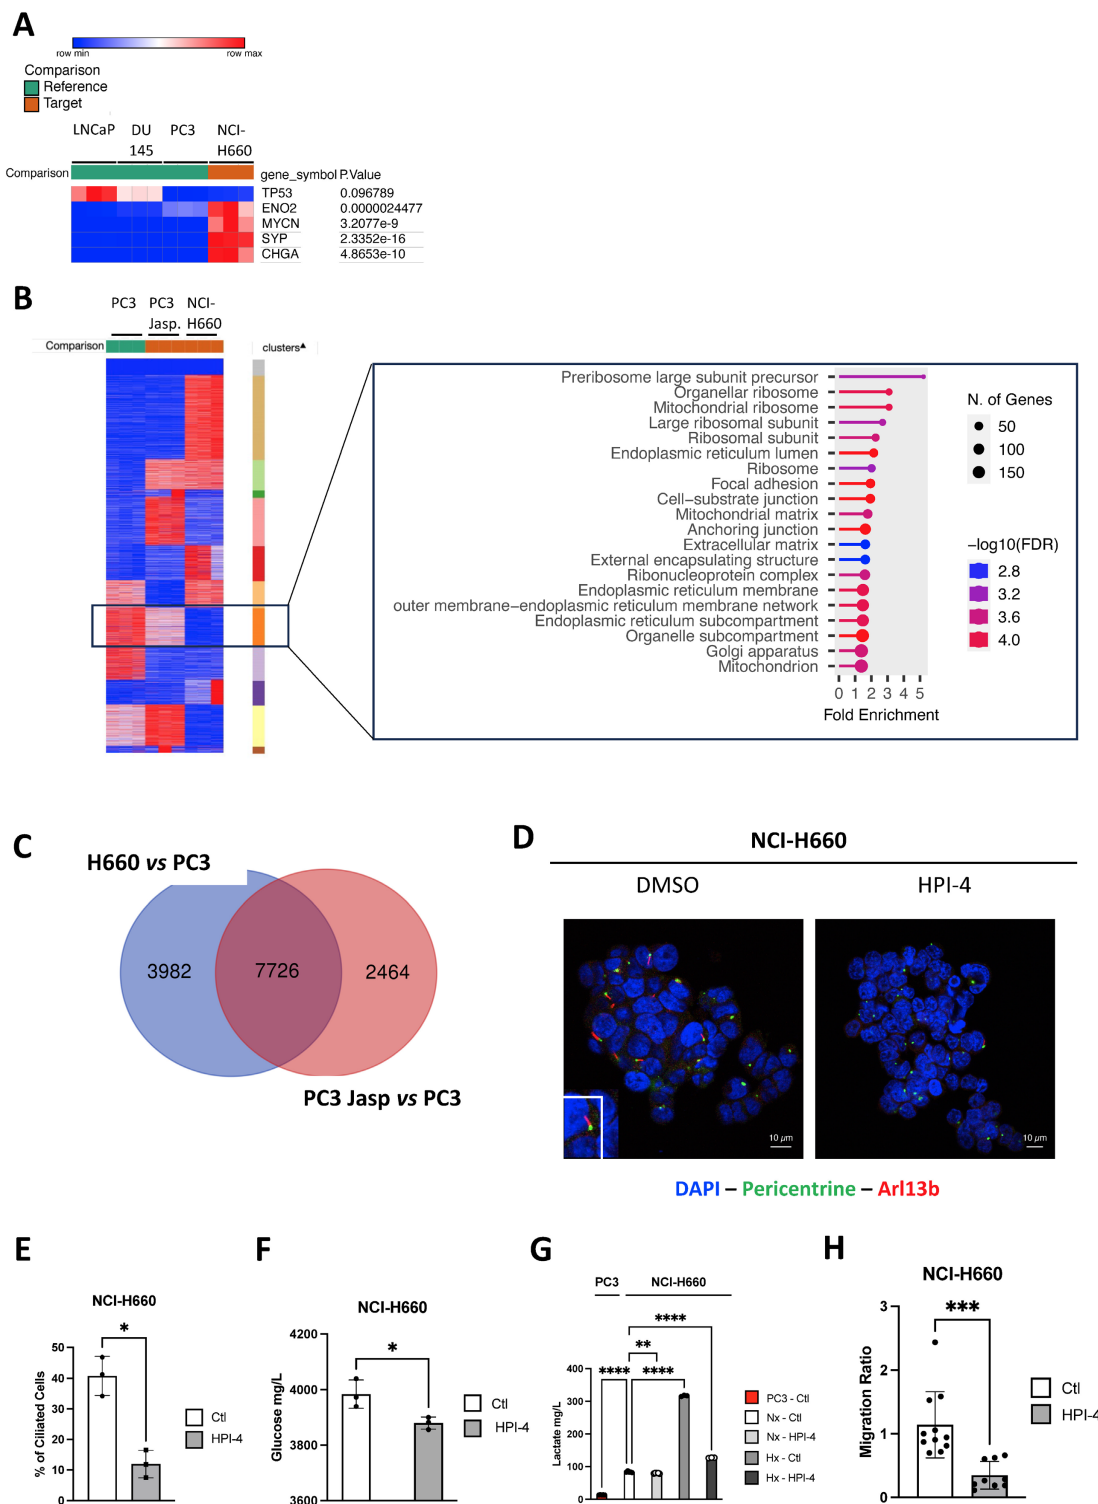 A
row min
row max
Comparison
Reference
Target
LNCaP DU 145 PC3 NCI-H660
Comparison
gene_symbol P.Value
TP53 0.096789
ENO2 0.0000024477
MYCN 3.2077e-9
SYP 2.3352e-16
CHGA 4.8653e-10
B
PC3 PC3 Jasp. NCI-H660
Comparison
clusters▲
Preribosome large subunit precursor
Organellar ribosome
Mitochondrial ribosome
Large ribosomal subunit
Ribosomal subunit
Endoplasmic reticulum lumen
Ribosome
Focal adhesion
Cell−substrate junction
Mitochondrial matrix
Anchoring junction
Extracellular matrix
External encapsulating structure
Ribonucleoprotein complex
Endoplasmic reticulum membrane
outer membrane−endoplasmic reticulum membrane network
Endoplasmic reticulum subcompartment
Organelle subcompartment
Golgi apparatus
Mitochondrion
0 1 2 3 4 5
Fold Enrichment
N. of Genes
50
100
150
−log10(FDR)
2.8
3.2
3.6
4.0
C
H660 vs PC3
3982
7726
2464
PC3 Jasp vs PC3
D
NCI-H660
DMSO
HPI-4
10 µm
10 µm
DAPI – Pericentrine – Arl13b
E
NCI-H660
*
% of Ciliated Cells
50
40
30
20
10
0
Ctl
HPI-4
F
NCI-H660
*
Glucose mg/L
4200
4000
3800
3600
Ctl
HPI-4
G
PC3
NCI-H660
****
**
**** ****
Lactate mg/L
400
300
200
100
0
PC3 - Ctl
Nx - Ctl
Nx - HPI-4
Hx - Ctl
Hx - HPI-4
H
NCI-H660
***
Migration Ratio
3
2
1
0
Ctl
HPI-4